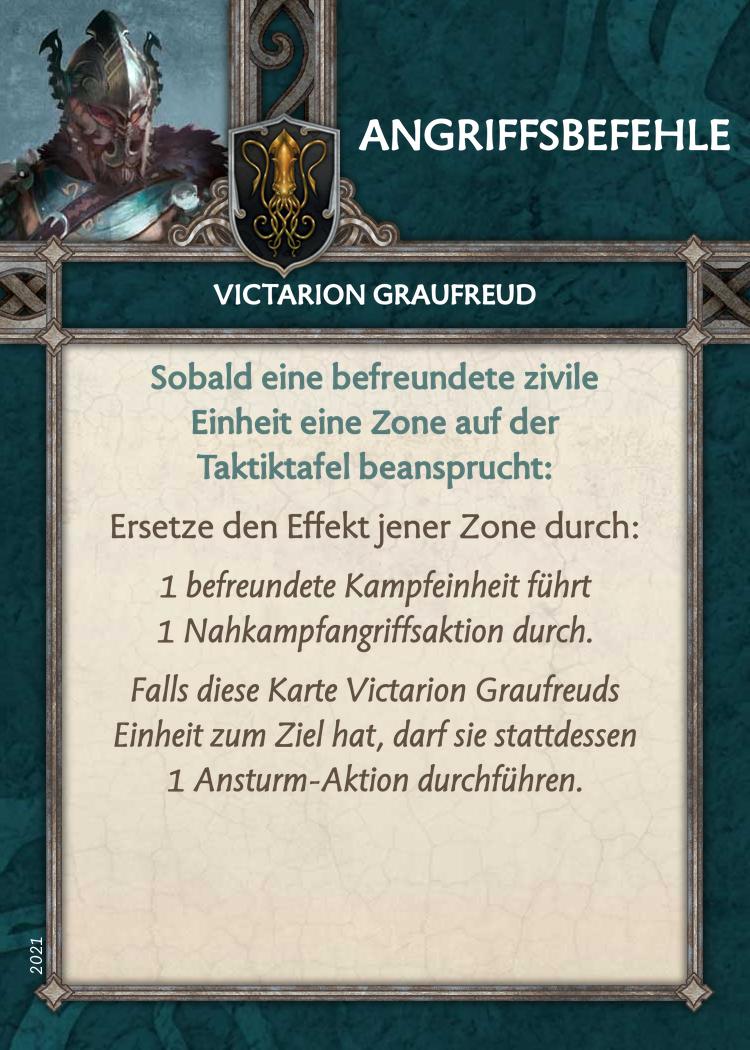 ANGRIFFSBEFEHLE
VICTARION GRAUFREUD
Sobald eine befreundete zivile
Einheit eine Zone auf der
Taktiktafel beansprucht:
Ersetze den Effekt jener Zone durch:
1 befreundete Kampfeinheit führt
1 Nahkampfangriffsaktion durch.
Falls diese Karte Victarion Graufreuds
Einheit zum Ziel hat, darf sie stattdessen
1 Ansturm-Aktion durchführen.
2021